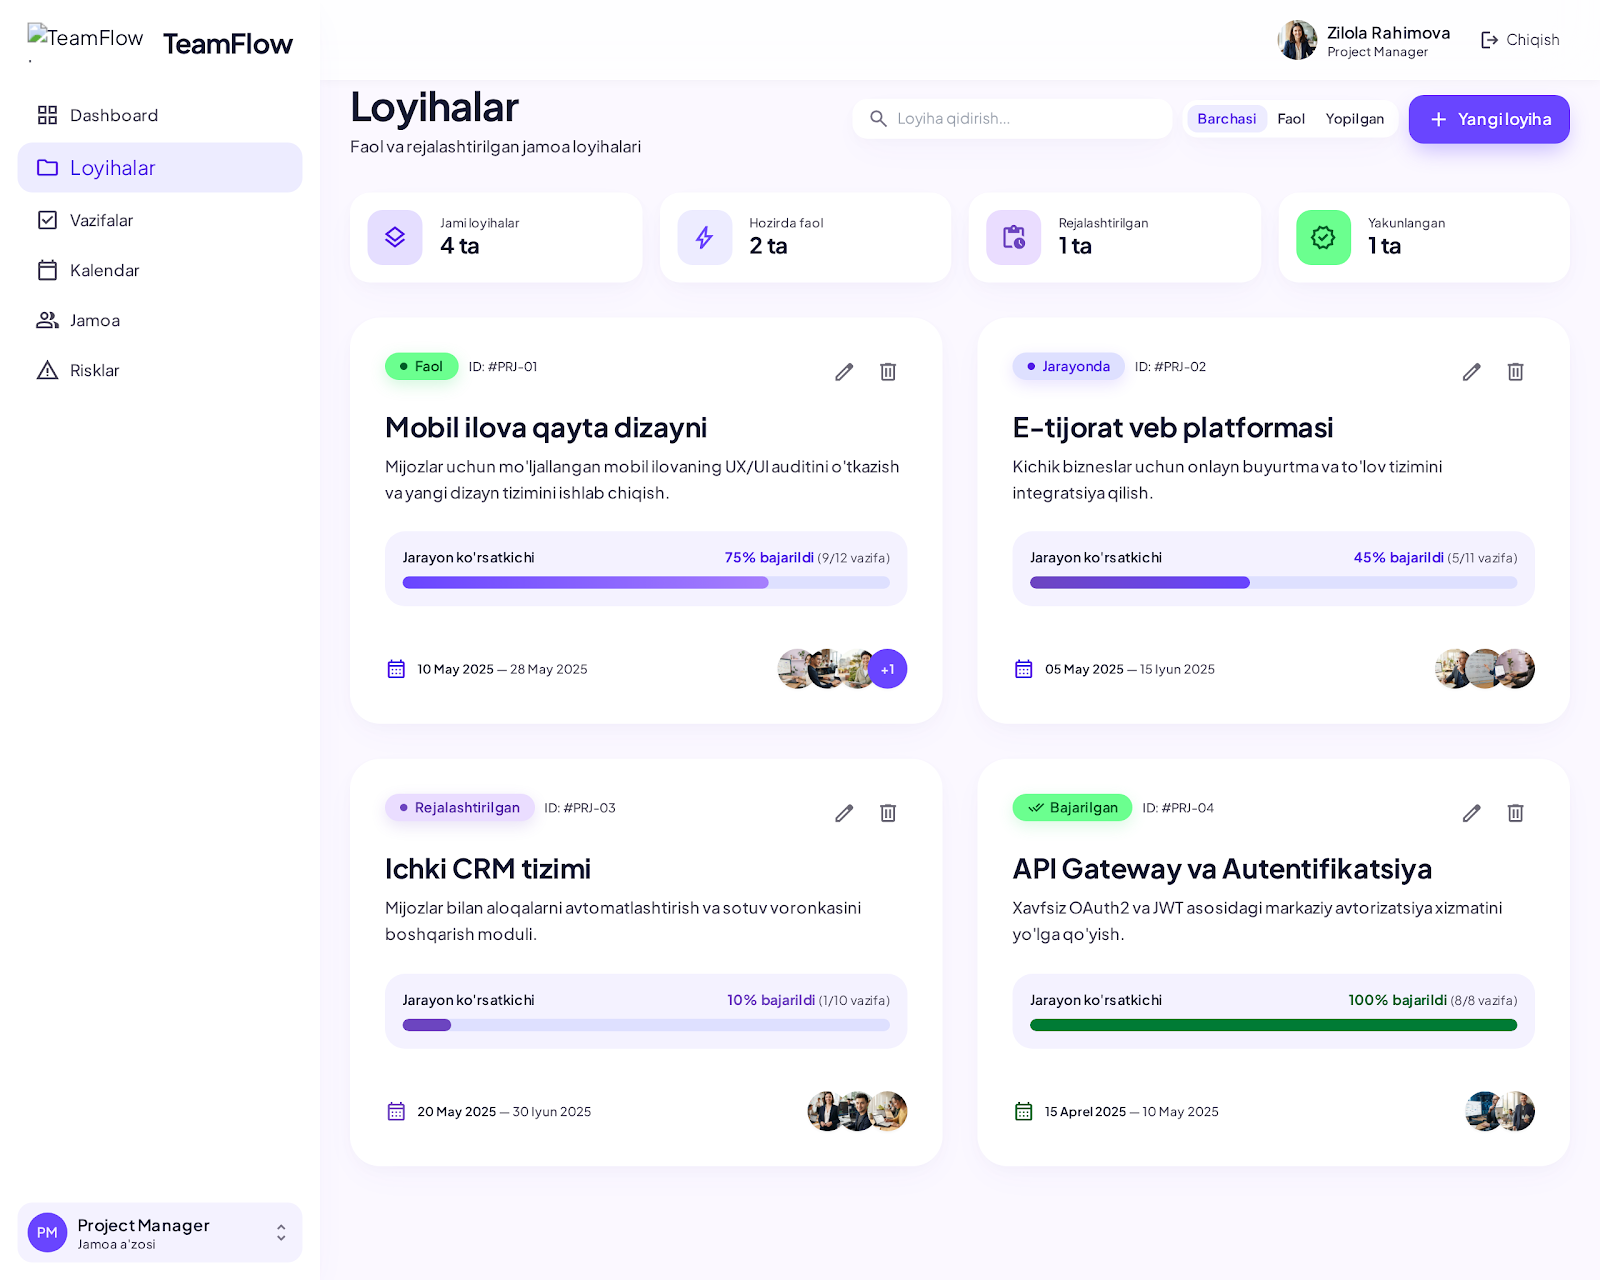 TeamFlow
TeamFlow
Dashboard
Loyihalar
Vazifalar
Kalendar
Jamoa
Risklar
PM
Project Manager
Jamoa a'zosi
Zilola Rahimova
Project Manager
Chiqish
Loyihalar
Faol va rejalashtirilgan jamoa loyihalari
Loyiha qidirish...
Barchasi
Faol
Yopilgan
Yangi loyiha
Jami loyihalar
4 ta
Hozirda faol
2 ta
Rejalashtirilgan
1 ta
Yakunlangan
1 ta
Faol
ID: #PRJ-01
Mobil ilova qayta dizayni
Mijozlar uchun mo'ljallangan mobil ilovaning UX/UI auditini o'tkazish
va yangi dizayn tizimini ishlab chiqish.
Jarayon ko'rsatkichi
75% bajarildi (9/12 vazifa)
10 May 2025 — 28 May 2025
+1
Jarayonda
ID: #PRJ-02
E-tijorat veb platformasi
Kichik bizneslar uchun onlayn buyurtma va to'lov tizimini
integratsiya qilish.
Jarayon ko'rsatkichi
45% bajarildi (5/11 vazifa)
05 May 2025 — 15 Iyun 2025
Rejalashtirilgan
ID: #PRJ-03
Ichki CRM tizimi
Mijozlar bilan aloqalarni avtomatlashtirish va sotuv voronkasini
boshqarish moduli.
Jarayon ko'rsatkichi
10% bajarildi (1/10 vazifa)
20 May 2025 — 30 Iyun 2025
Bajarilgan
ID: #PRJ-04
API Gateway va Autentifikatsiya
Xavfsiz OAuth2 va JWT asosidagi markaziy avtorizatsiya xizmatini
yo'lga qo'yish.
Jarayon ko'rsatkichi
100% bajarildi (8/8 vazifa)
15 Aprel 2025 — 10 May 2025